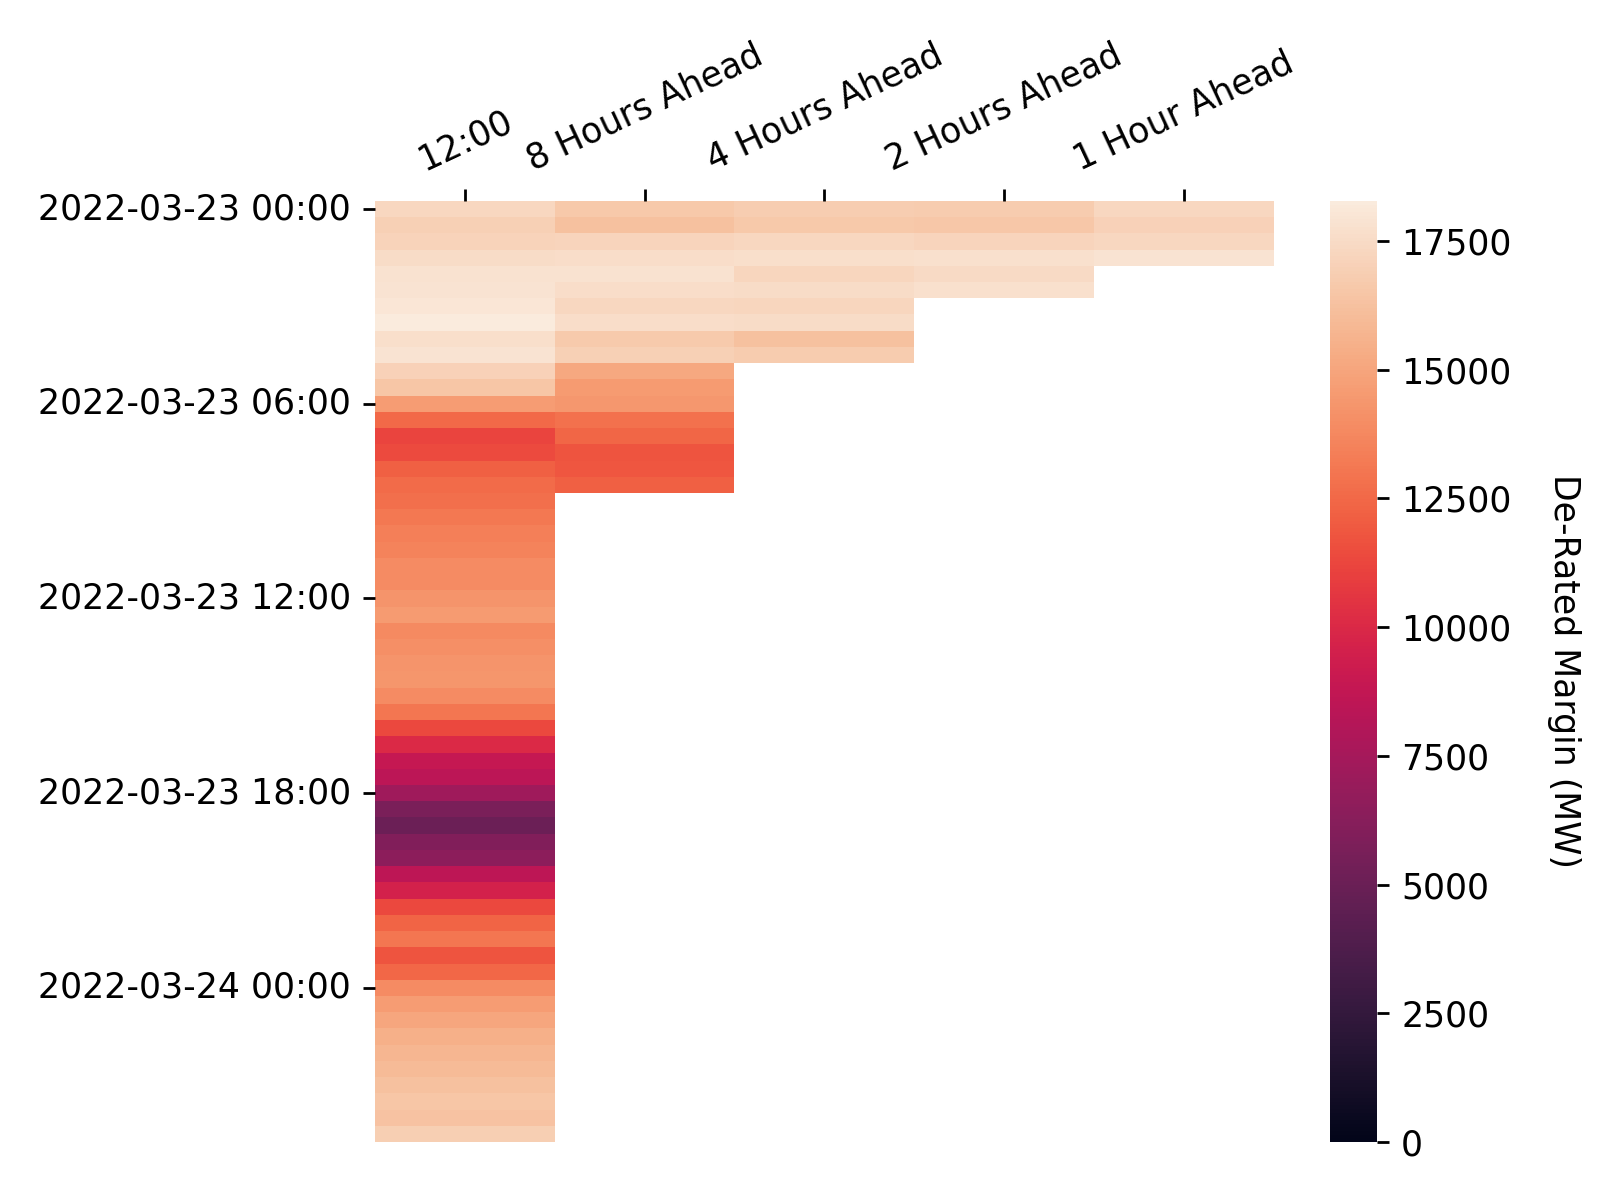 12:00
8 Hours Ahead
4 Hours Ahead
2 Hours Ahead
1 Hour Ahead
2022-03-23 00:00
2022-03-23 06:00
2022-03-23 12:00
2022-03-23 18:00
2022-03-24 00:00
17500
15000
12500
10000
7500
5000
2500
0
De-Rated Margin (MW)